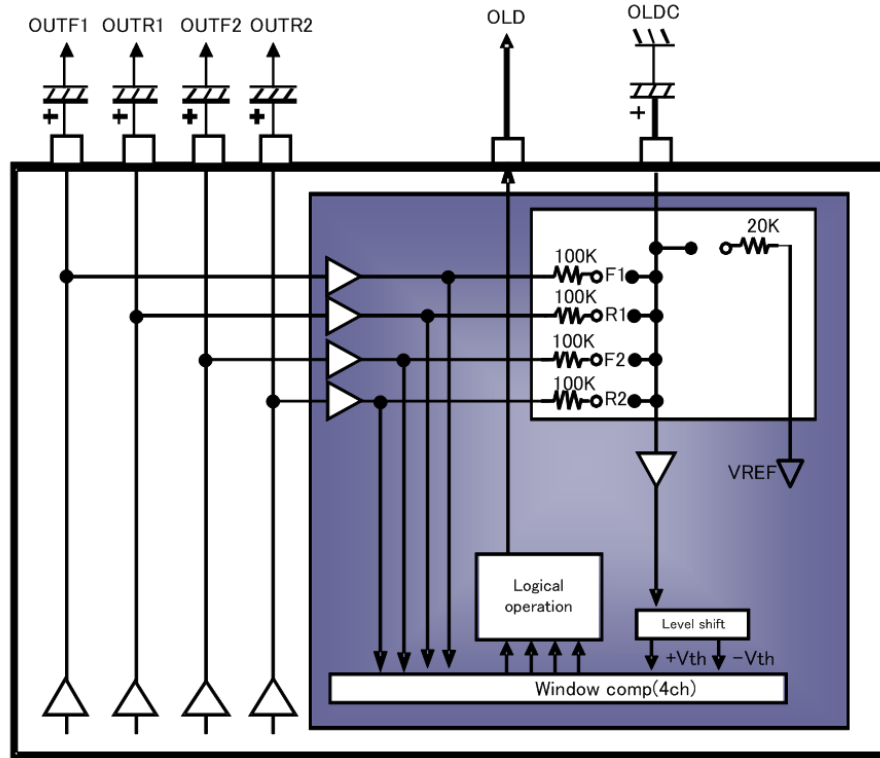 OUTF1 OUTR1 OUTF2 OUTR2 OLD OLDC
+ + + + +
20K
100K F1
100K R1
100K F2
100K R2
VREF
Logical
operation
Level shift
+Vth −Vth
Window comp(4ch)